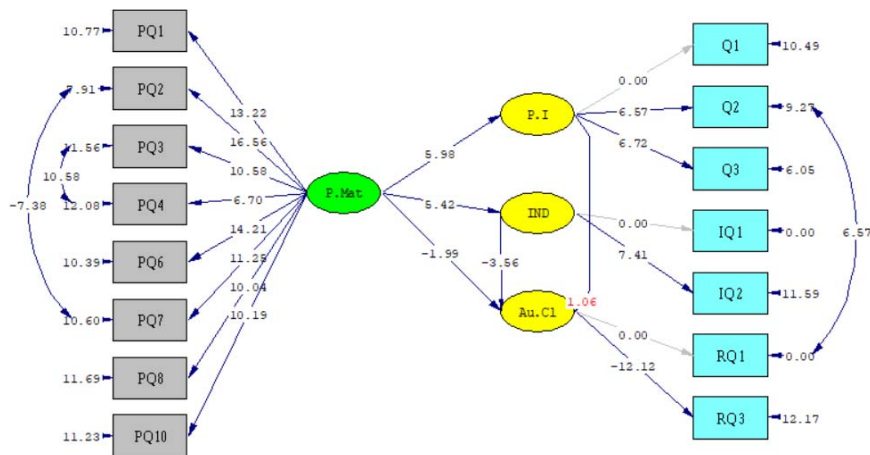 10.77 PQ1
7.91 PQ2
11.56 PQ3
10.58
-7.38
12.08 PQ4
10.39 PQ6
10.60 PQ7
11.69 PQ8
11.23 PQ10
13.22
16.56
10.58
6.70
14.21
11.25
10.04
10.19
P.Mat
5.98
5.42
-1.99
P.I
IND
-3.56
Au.Cl
1.06
0.00
6.57
6.72
0.00
7.41
0.00
-12.12
Q1 10.49
Q2 9.27
Q3 6.05
IQ1 0.00
6.57
IQ2 11.59
RQ1 0.00
RQ3 12.17